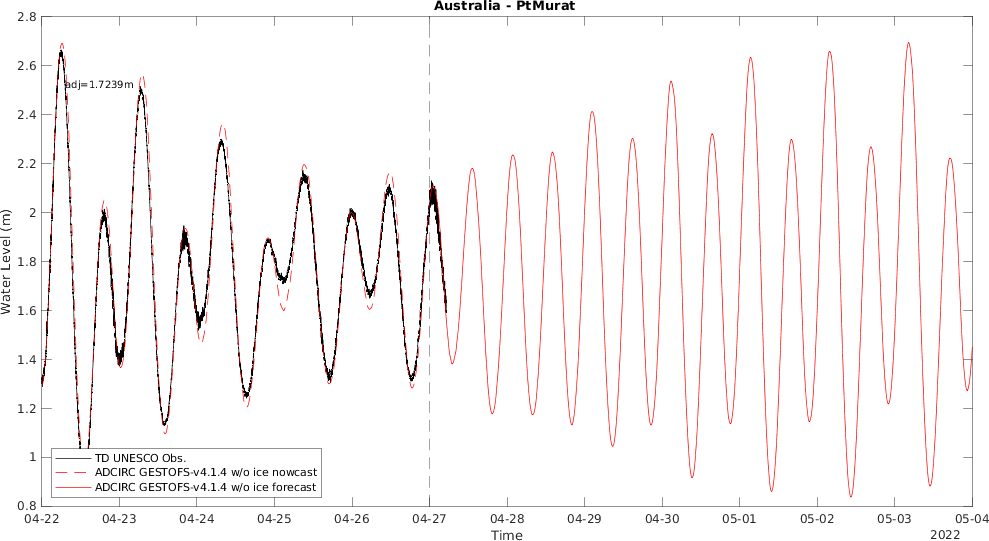 Australia - PtMurat
2.8
2.6
2.4
2.2
2
1.8
1.6
1.4
1.2
1
0.8
Water Level (m)
adj=1.7239m
TD UNESCO Obs.
ADCIRC GESTOFS-v4.1.4 w/o ice nowcast
ADCIRC GESTOFS-v4.1.4 w/o ice forecast
04-22 04-23 04-24 04-25 04-26 04-27 04-28 04-29 04-30 05-01 05-02 05-03 05-04
Time
2022